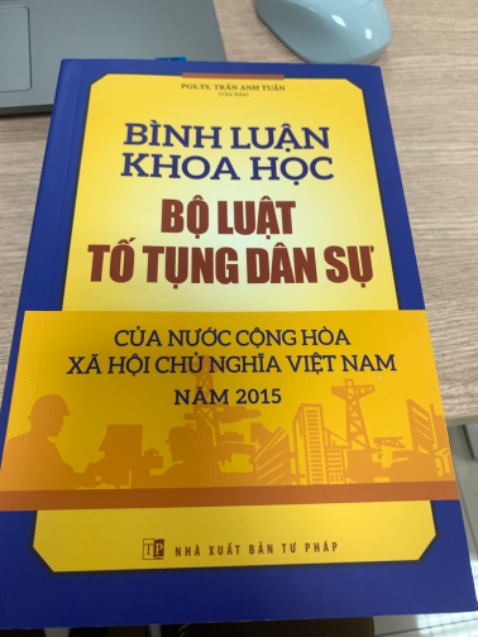 PGS.TS. TRẦN ANH TUẤN
(Chủ biên)
BÌNH LUẬN
KHOA HỌC
BỘ LUẬT
TỐ TỤNG DÂN SỰ
CỦA NƯỚC CỘNG HÒA
XÃ HỘI CHỦ NGHĨA VIỆT NAM
NĂM 2015
TP NHÀ XUẤT BẢN TƯ PHÁP